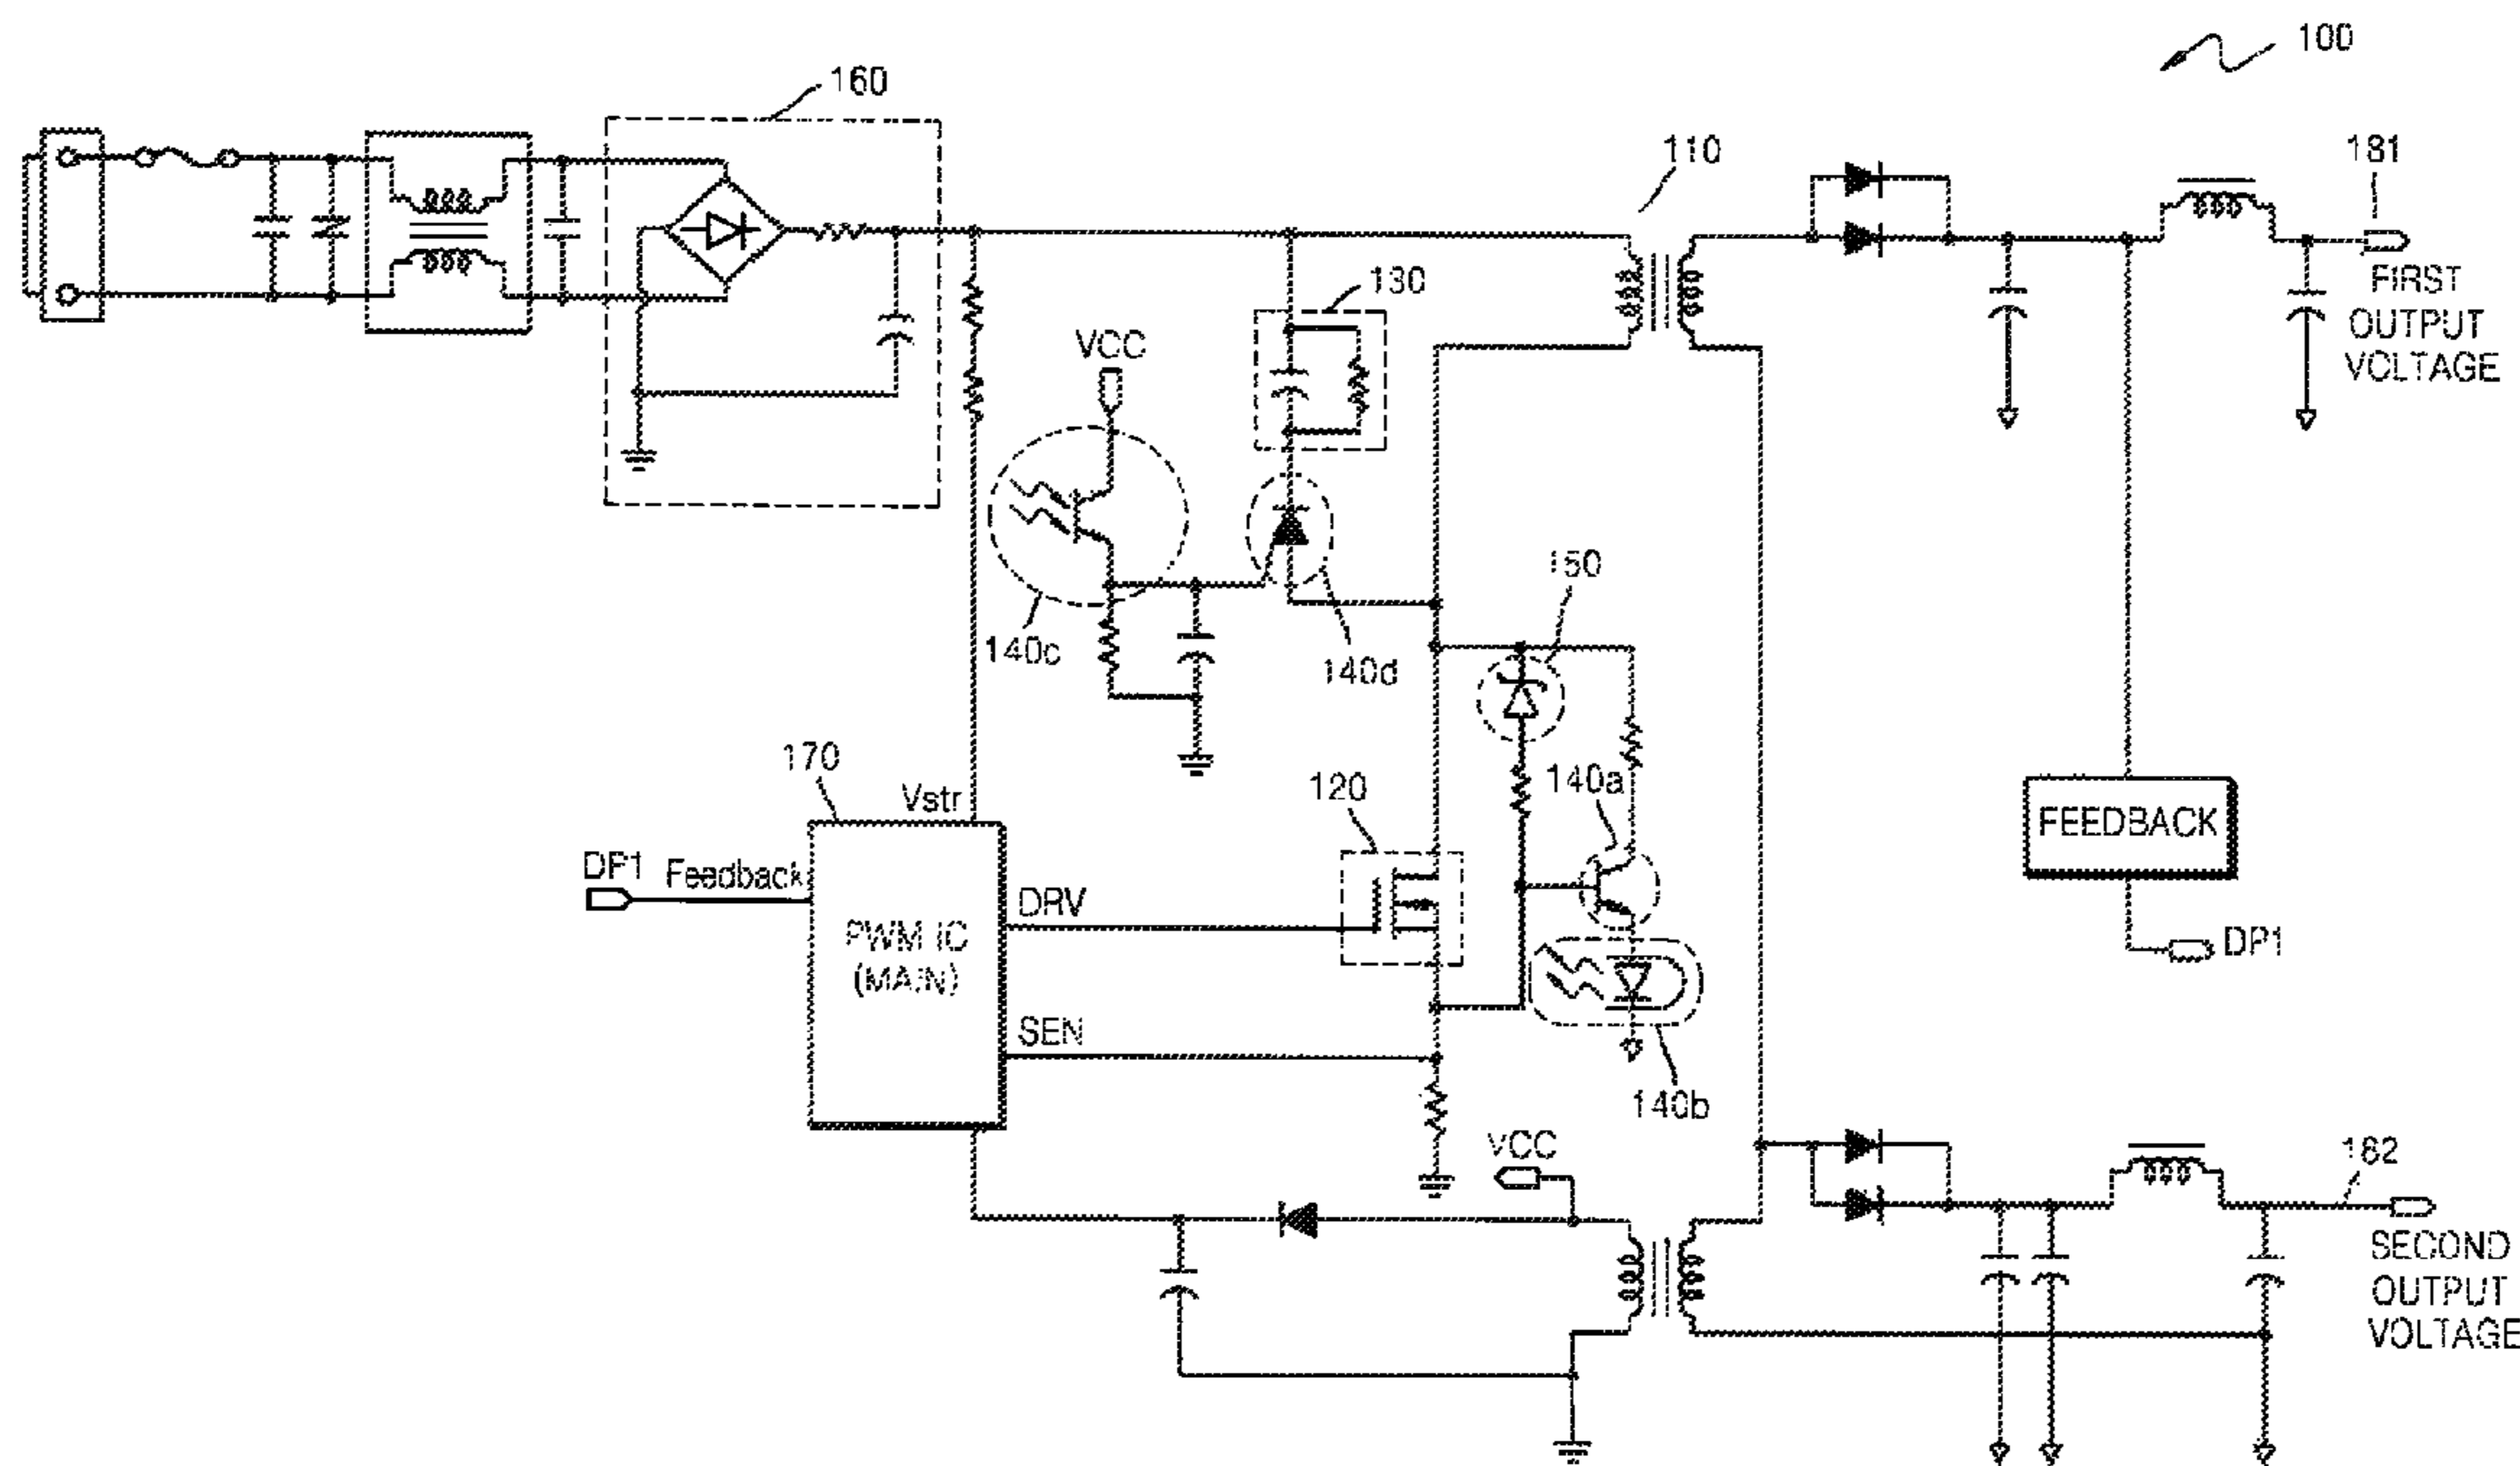 100
160
110
181
FIRST
OUTPUT
VOLTAGE
130
VCC
150
140c
140d
170
Vstr
120
140a
FEEDBACK
DP1
Feedback
DRV
PWM IC
(MAIN)
DP1
SEN
140b
VCC
182
SECOND
OUTPUT
VOLTAGE